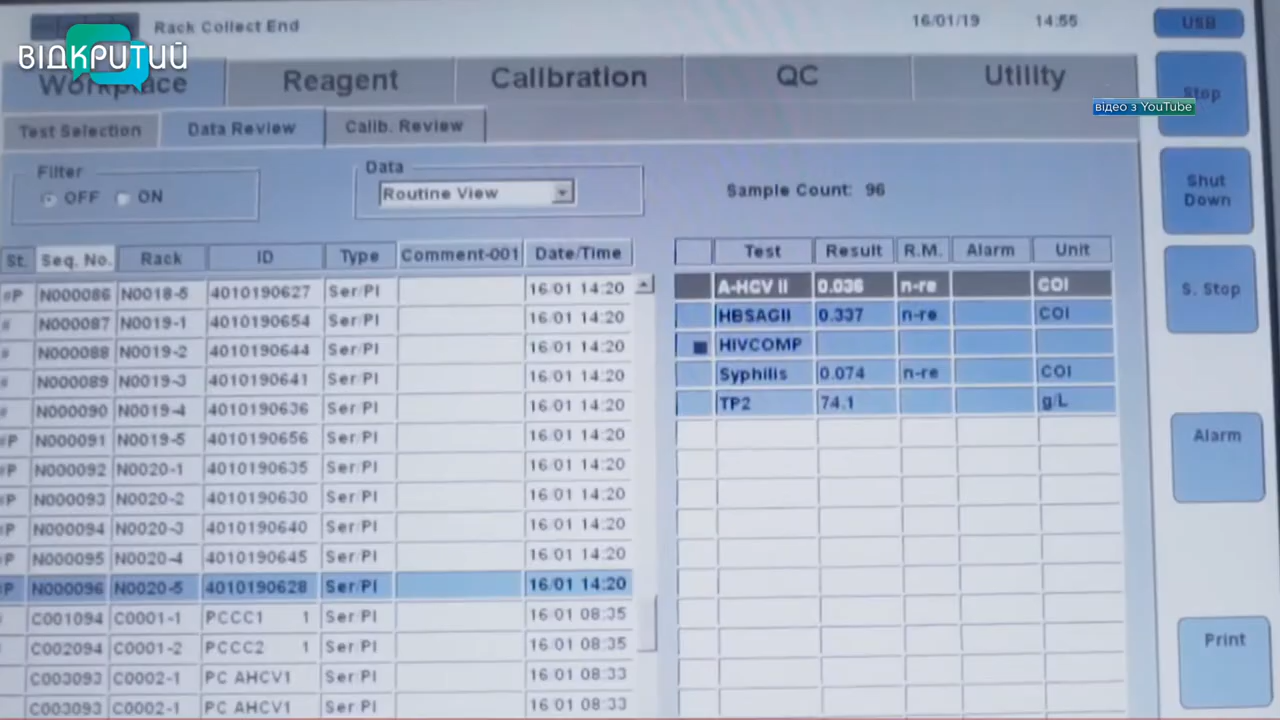 Rack Collect End
16/01/19 14:55
USB
ВІДКРИТИЙ
Workplace Reagent Calibration QC Utility
Stop
відео з YouTube
Test Selection Data Review Calib. Review
Filter
OFF ON
Data
Routine View
Sample Count: 96
Shut
Down
St. Seq. No. Rack ID Type Comment-001 Date/Time
#P N000086 N0018-5 4010190627 Ser/Pl 16/01 14:20
# N000087 N0019-1 4010190654 Ser/Pl 16/01 14:20
# N000088 N0019-2 4010190644 Ser/Pl 16/01 14:20
# N000089 N0019-3 4010190641 Ser/Pl 16/01 14:20
# N000090 N0019-4 4010190636 Ser/Pl 16/01 14:20
#P N000091 N0019-5 4010190656 Ser/Pl 16/01 14:20
#P N000092 N0020-1 4010190635 Ser/Pl 16/01 14:20
#P N000093 N0020-2 4010190630 Ser/Pl 16/01 14:20
#P N000094 N0020-3 4010190640 Ser/Pl 16/01 14:20
#P N000095 N0020-4 4010190645 Ser/Pl 16/01 14:20
#P N000096 N0020-5 4010190628 Ser/Pl 16/01 14:20
C001094 C0001-1 PCCC1 1 Ser/Pl 16/01 08:35
C002094 C0001-2 PCCC2 1 Ser/Pl 16/01 08:35
C003093 C0002-1 PC AHCV1 Ser/Pl 16/01 08:33
C003093 C0002-1 PC AHCV1 Ser/Pl 16/01 08:33
Test Result R.M. Alarm Unit
A-HCV II 0.036 n-re COI
HBSAGII 0.337 n-re COI
HIVCOMP
Syphilis 0.074 n-re COI
TP2 74.1 g/L
S. Stop
Alarm
Print